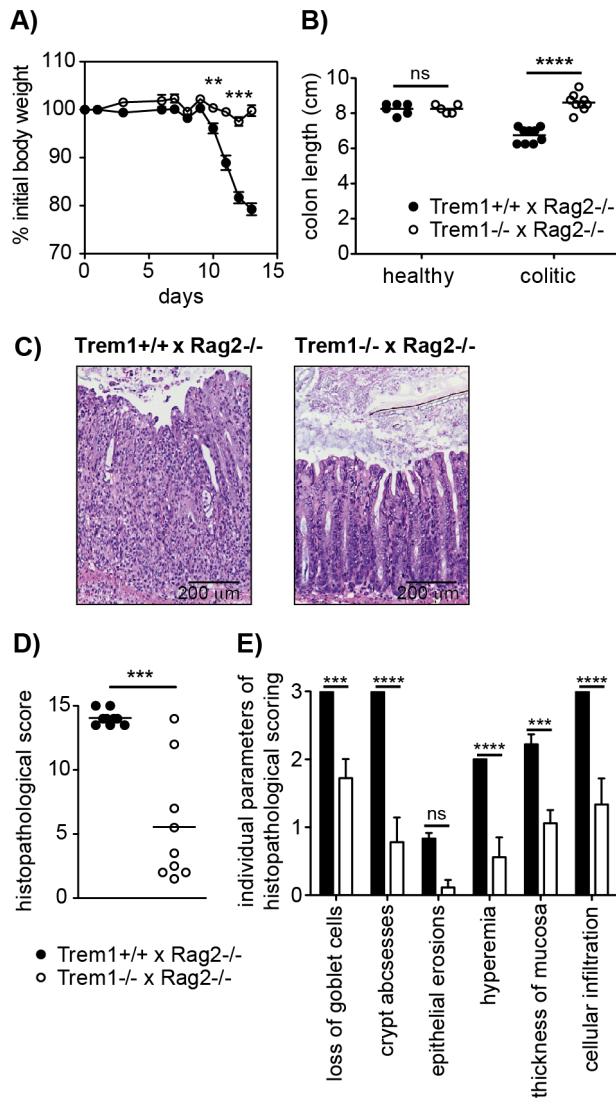 A)
% initial body weight
110
100
90
80
70
** ***
0 5 10 15
days
B)
colon length (cm)
10
8
6
4
2
0
ns
****
Trem1+/+ x Rag2-/-
Trem1-/- x Rag2-/-
healthy colitic
C)
Trem1+/+ x Rag2-/- Trem1-/- x Rag2-/-
200 um 200 um
D)
histopathological score
15
10
5
0
***
Trem1+/+ x Rag2-/-
Trem1-/- x Rag2-/-
E)
individual parameters of
histopathological scoring
3
2
1
0
*** **** ns **** *** ****
loss of goblet cells
crypt abcsesses
epithelial erosions
hyperemia
thickness of mucosa
cellular infiltration